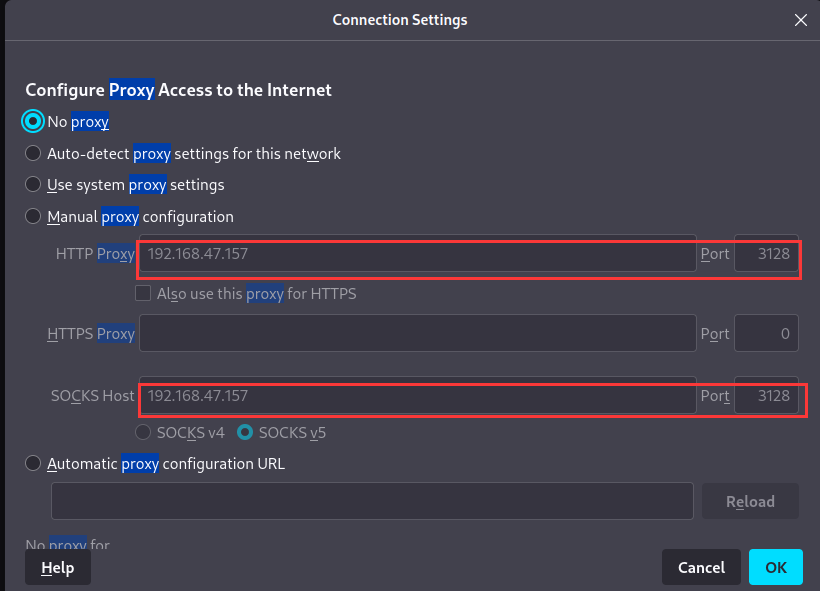 Connection Settings
Configure Proxy Access to the Internet
No proxy
Auto-detect proxy settings for this network
Use system proxy settings
Manual proxy configuration
HTTP Proxy 192.168.47.157 Port 3128
Also use this proxy for HTTPS
HTTPS Proxy Port 0
SOCKS Host 192.168.47.157 Port 3128
SOCKS v4 SOCKS v5
Automatic proxy configuration URL
Reload
No proxy for
Help Cancel OK